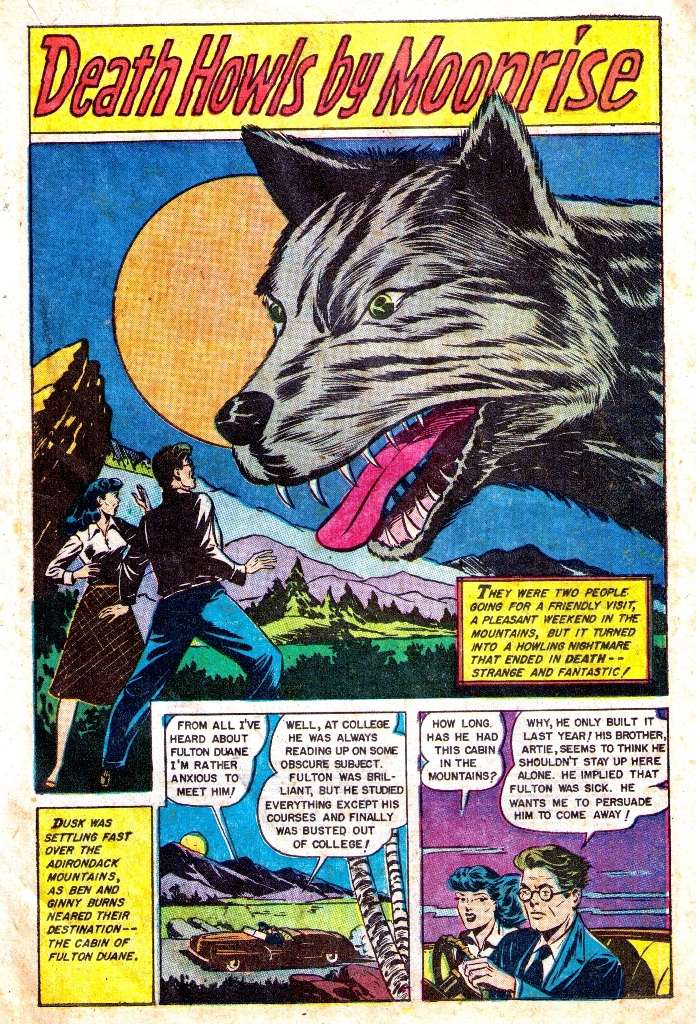 Death Howls by Moonrise
THEY WERE TWO PEOPLE
GOING FOR A FRIENDLY VISIT,
A PLEASANT WEEKEND IN THE
MOUNTAINS, BUT IT TURNED
INTO A HOWLING NIGHTMARE
THAT ENDED IN DEATH--
STRANGE AND FANTASTIC!
DUSK WAS
SETTLING FAST
OVER THE
ADIRONDACK
MOUNTAINS,
AS BEN AND
GINNY BURNS
NEARED THEIR
DESTINATION--
THE CABIN OF
FULTON DUANE.
FROM ALL I'VE
HEARD ABOUT
FULTON DUANE
I'M RATHER
ANXIOUS TO
MEET HIM!
WELL, AT COLLEGE
HE WAS ALWAYS
READING UP ON SOME
OBSCURE SUBJECT.
FULTON WAS BRIL-
LIANT, BUT HE STUDIED
EVERYTHING EXCEPT HIS
COURSES AND FINALLY
WAS BUSTED OUT
OF COLLEGE!
HOW LONG
HAS HE HAD
THIS CABIN
IN THE
MOUNTAINS?
WHY, HE ONLY BUILT IT
LAST YEAR! HIS BROTHER,
ARTIE, SEEMS TO THINK HE
SHOULDN'T STAY UP HERE
ALONE. HE IMPLIED THAT
FULTON WAS SICK. HE
WANTS ME TO PERSUADE
HIM TO COME AWAY!